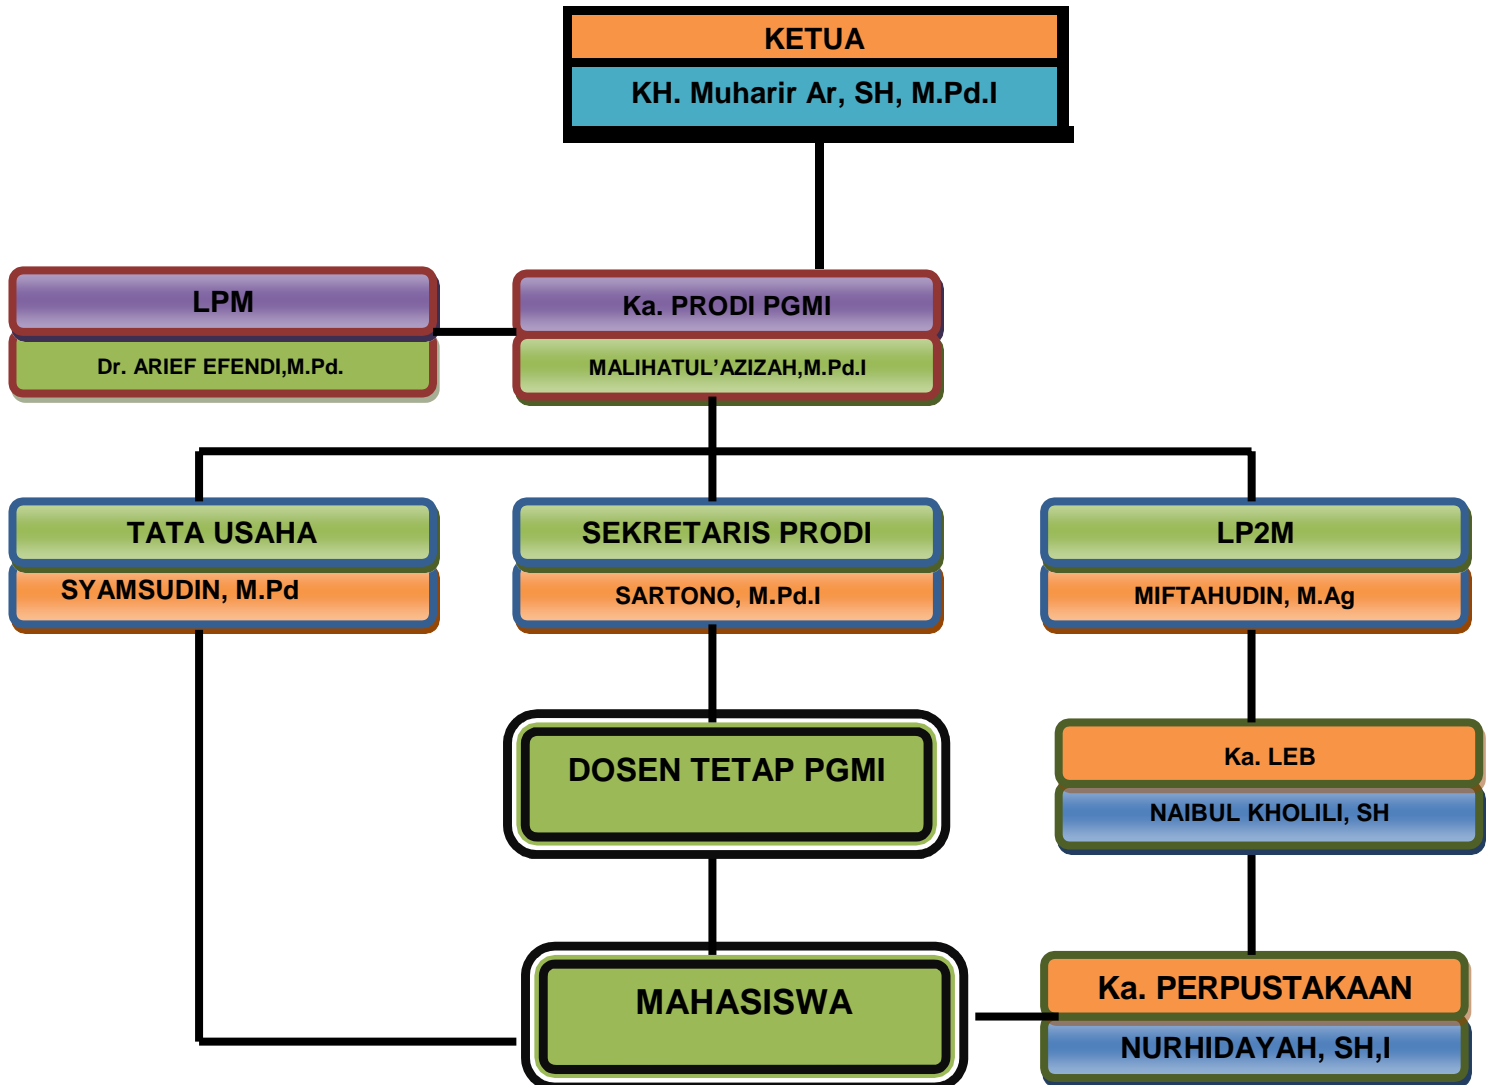 KETUA
KH. Muharir Ar, SH, M.Pd.I
LPM
Dr. ARIEF EFENDI,M.Pd.
Ka. PRODI PGMI
MALIHATUL’AZIZAH,M.Pd.I
TATA USAHA
SYAMSUDIN, M.Pd
SEKRETARIS PRODI
SARTONO, M.Pd.I
LP2M
MIFTAHUDIN, M.Ag
DOSEN TETAP PGMI
Ka. LEB
NAIBUL KHOLILI, SH
MAHASISWA
Ka. PERPUSTAKAAN
NURHIDAYAH, SH,I